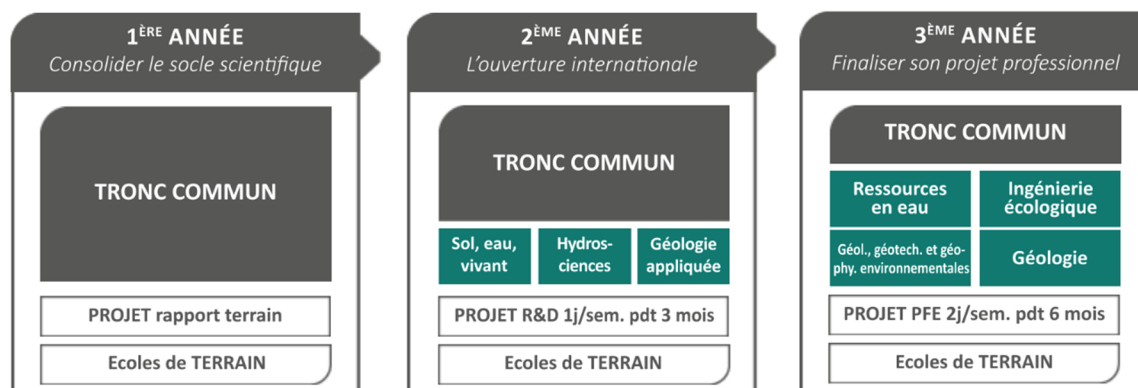 1ÈRE ANNÉE
Consolider le socle scientifique
TRONC COMMUN
PROJET rapport terrain
Ecoles de TERRAIN
2ÈME ANNÉE
L'ouverture internationale
TRONC COMMUN
Sol, eau,
vivant
Hydros-
ciences
Géologie
appliquée
PROJET R&D 1j/sem. pdt 3 mois
Ecoles de TERRAIN
3ÈME ANNÉE
Finaliser son projet professionnel
TRONC COMMUN
Ressources
en eau
Ingénierie
écologique
Géol., géotech. et géo-
phy. environnementales
Géologie
PROJET PFE 2j/sem. pdt 6 mois
Ecoles de TERRAIN